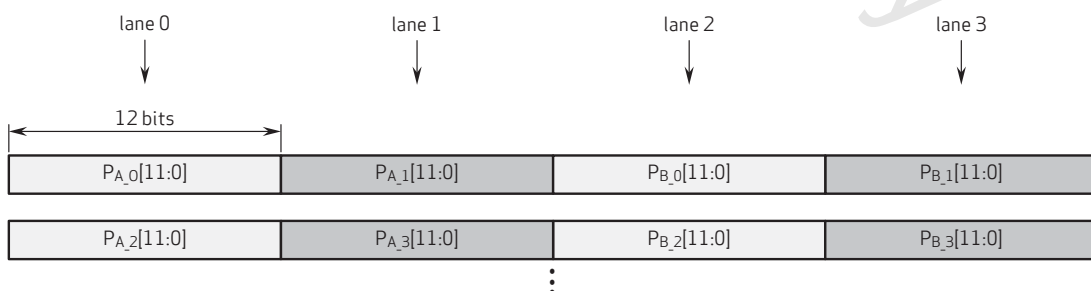 lane 0 lane 1 lane 2 lane 3
12 bits
PA_0[11:0] PA_1[11:0] PB_0[11:0] PB_1[11:0]
PA_2[11:0] PA_3[11:0] PB_2[11:0] PB_3[11:0]